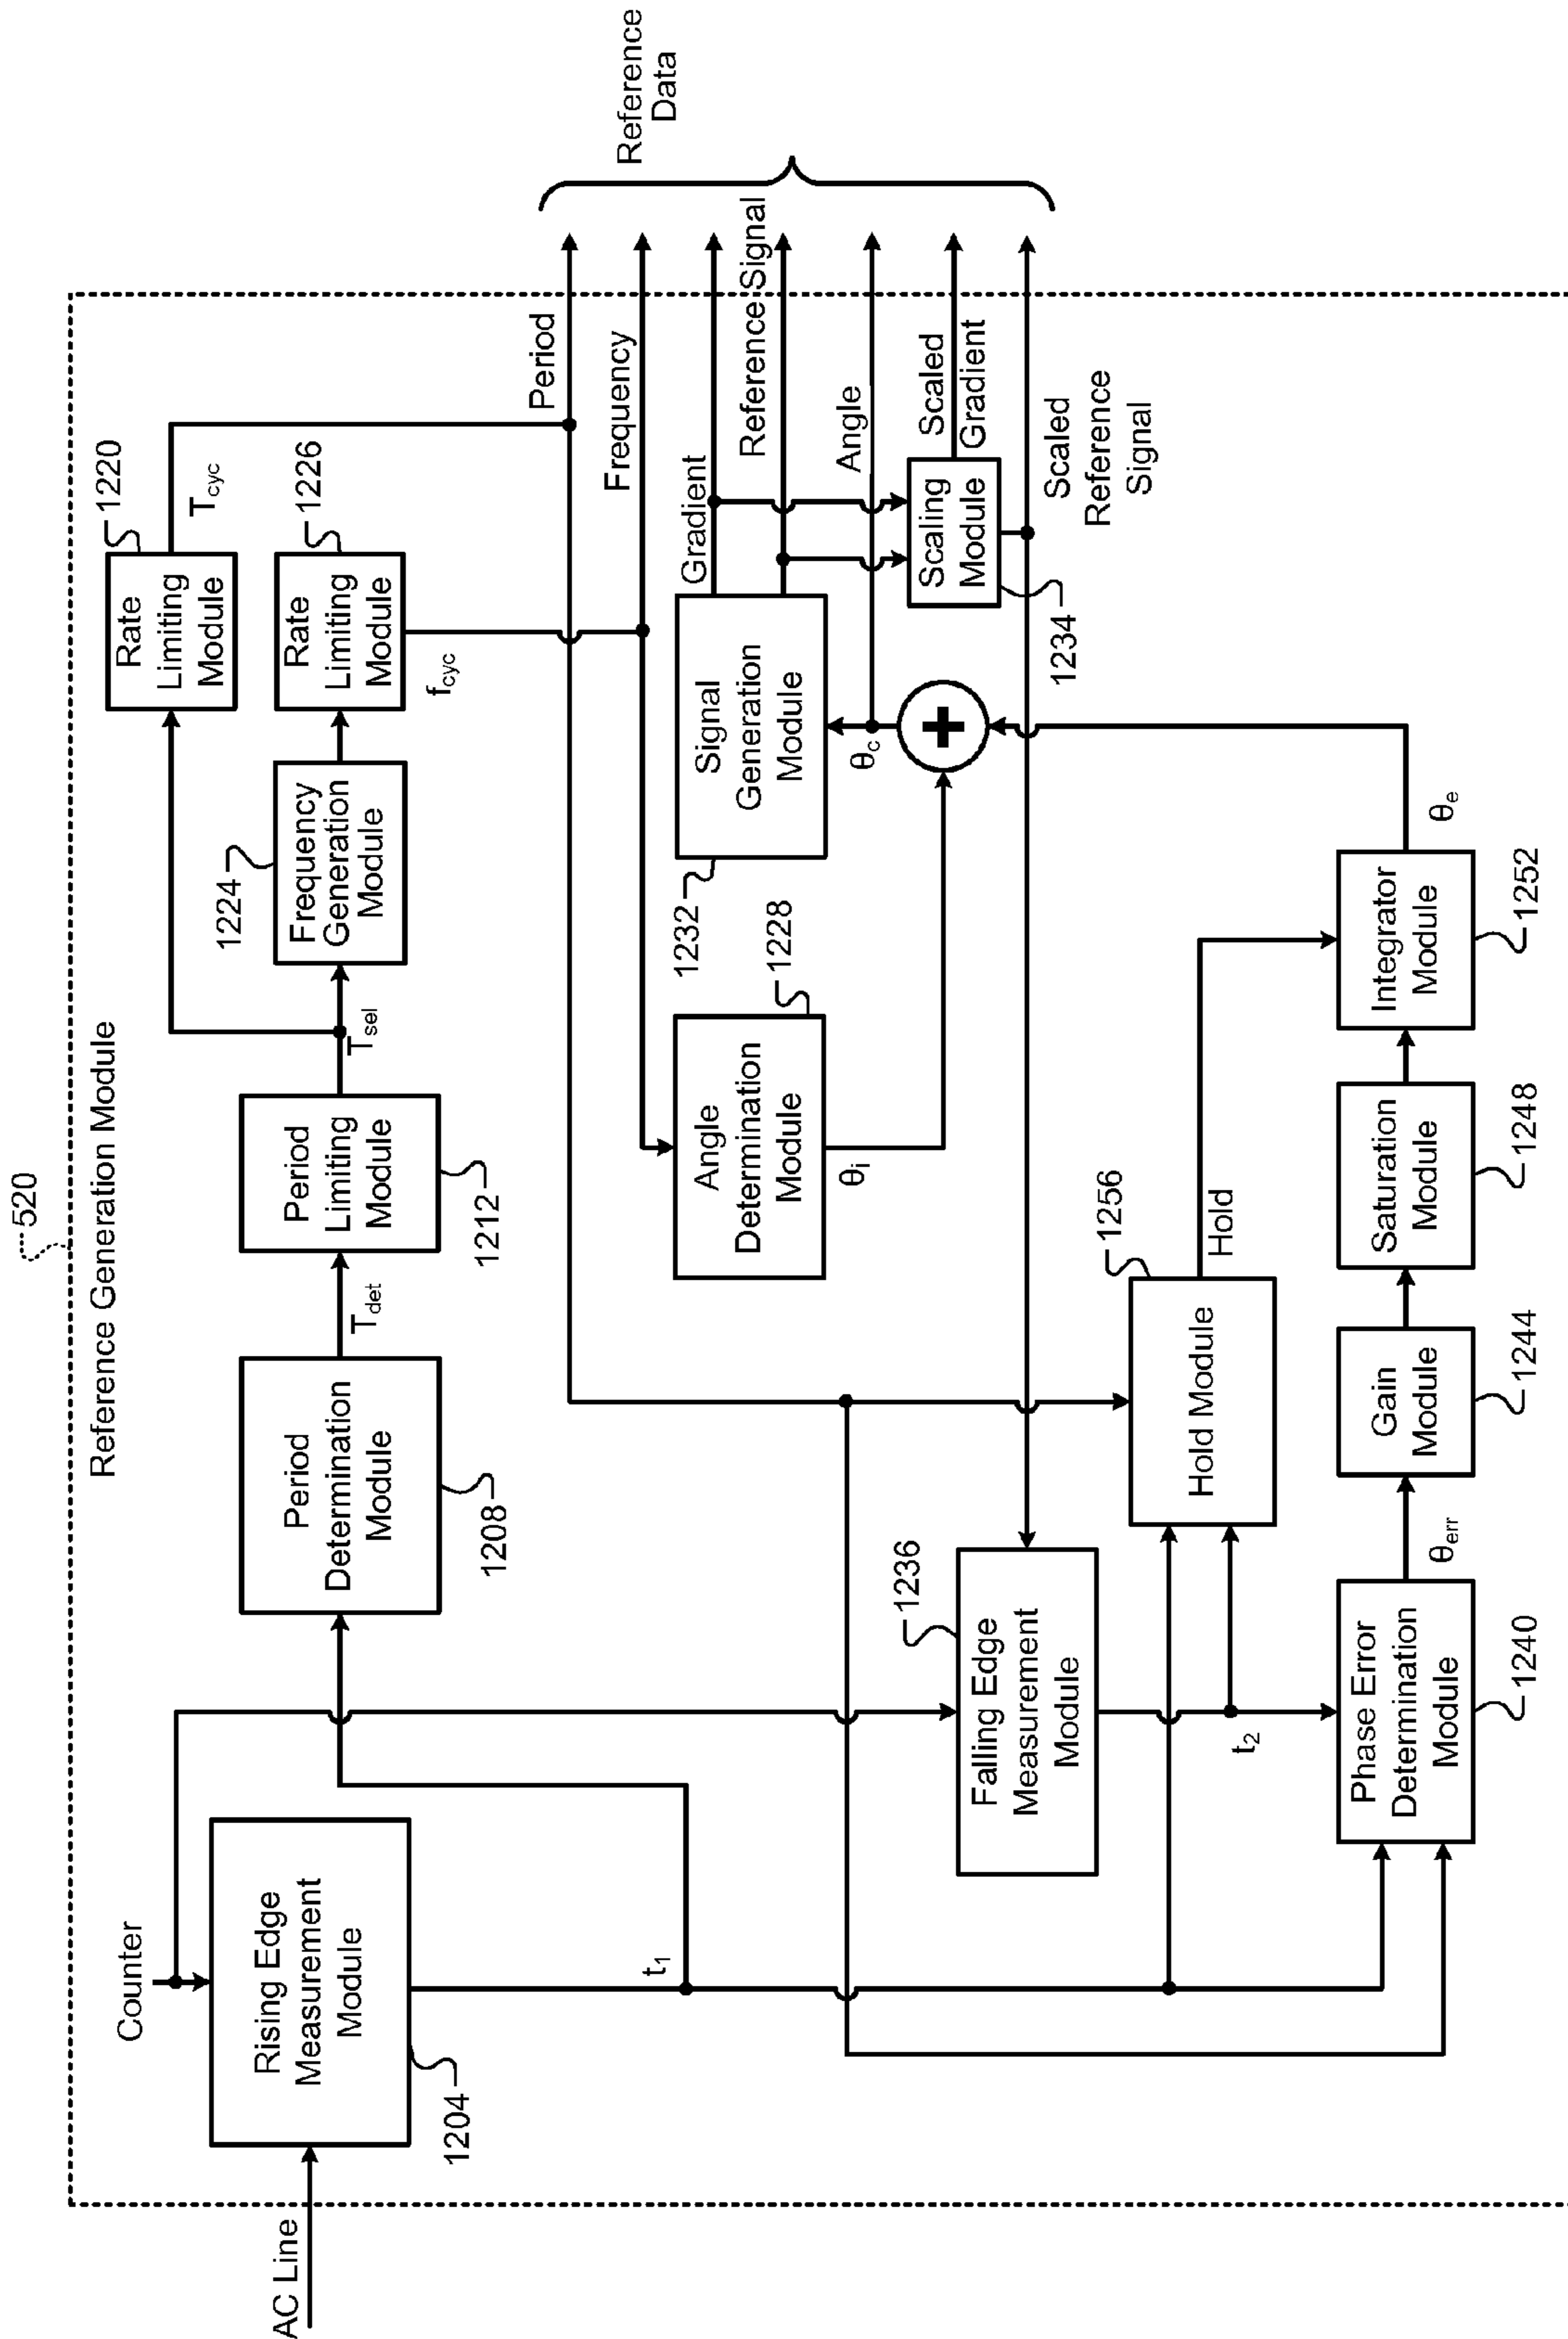 520
Reference Generation Module
AC Line
Counter
Rising Edge
Measurement
Module
1204
t1
Period
Determination
Module
1208
Tdet
Period
Limiting
Module
1212
Tsel
Frequency
Generation
Module
1224
Rate
Limiting
Module
1220
Tcyc
Rate
Limiting
Module
1226
fcyc
Period
Frequency
Gradient
Reference Signal
Angle
Scaled
Gradient
Scaled
Reference
Signal
Reference
Data
Signal
Generation
Module
1232
Scaling
Module
1234
θc
+
Angle
Determination
Module
1228
θi
Falling Edge
Measurement
Module
1236
t2
Hold Module
1256
Hold
Phase Error
Determination
Module
1240
θerr
Gain
Module
1244
Saturation
Module
1248
Integrator
Module
1252
θe